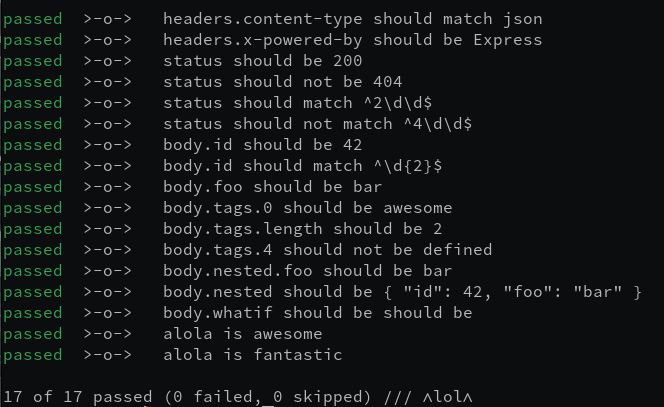 passed >-o-> headers.content-type should match json
passed >-o-> headers.x-powered-by should be Express
passed >-o-> status should be 200
passed >-o-> status should not be 404
passed >-o-> status should match ^2\d\d$
passed >-o-> status should not match ^4\d\d$
passed >-o-> body.id should be 42
passed >-o-> body.id should match ^\d{2}$
passed >-o-> body.foo should be bar
passed >-o-> body.tags.0 should be awesome
passed >-o-> body.tags.length should be 2
passed >-o-> body.tags.4 should not be defined
passed >-o-> body.nested.foo should be bar
passed >-o-> body.nested should be { "id": 42, "foo": "bar" }
passed >-o-> body.whatif should be should be
passed >-o-> alola is awesome
passed >-o-> alola is fantastic
17 of 17 passed (0 failed, 0 skipped) /// ^lol^